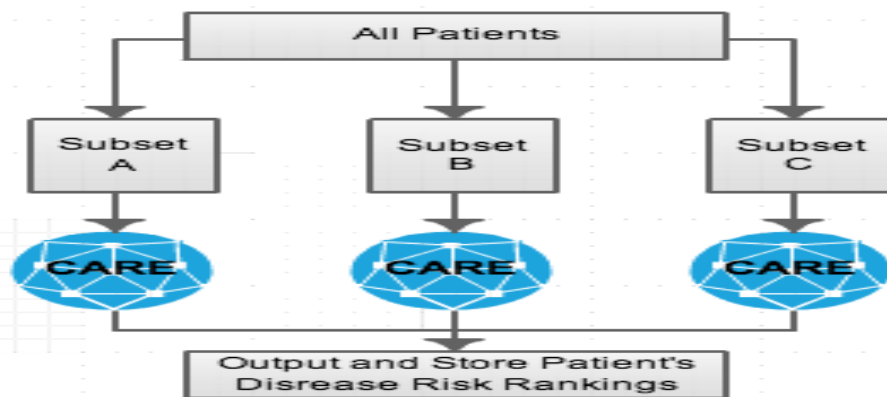 All Patients
Subset
A
Subset
B
Subset
C
CARE
CARE
CARE
Output and Store Patient's
Disrease Risk Rankings